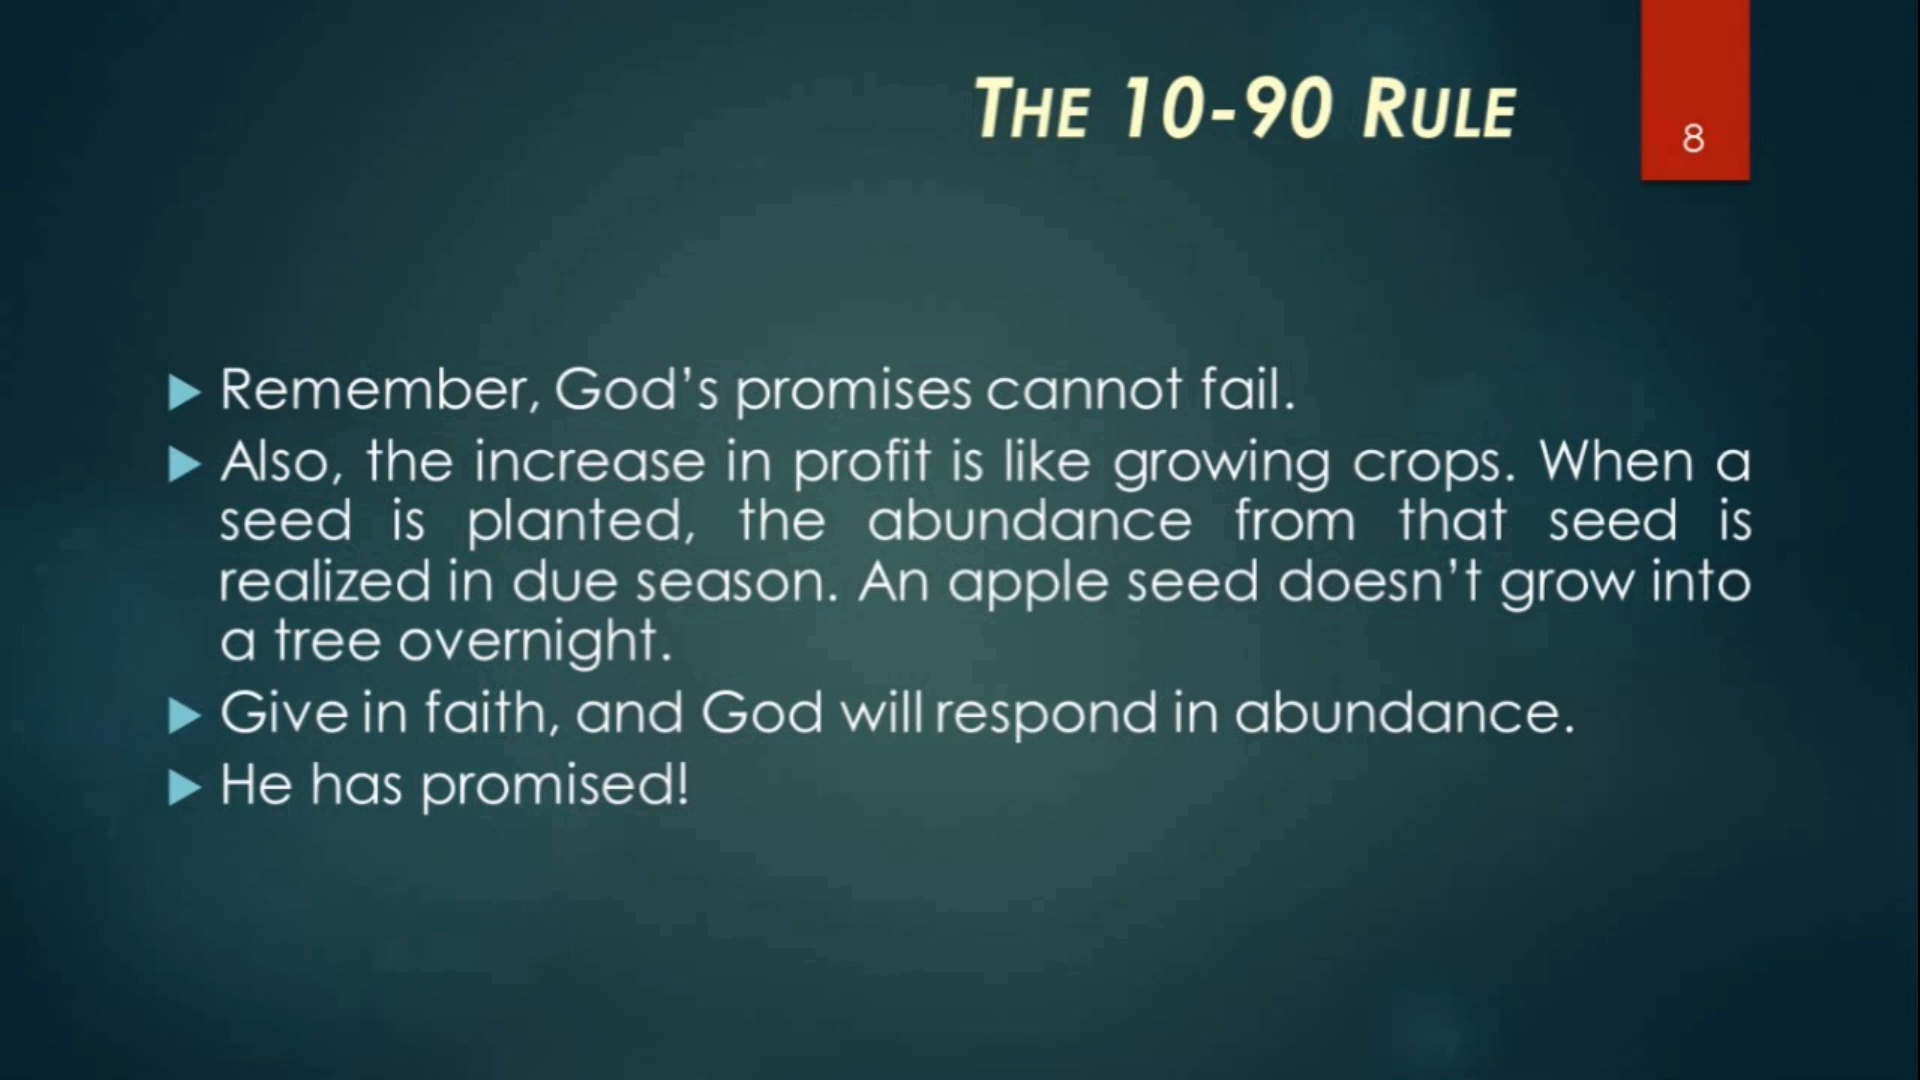 THE 10-90 RULE
8
Remember, God’s promises cannot fail.
Also, the increase in profit is like growing crops. When a
seed is planted, the abundance from that seed is
realized in due season. An apple seed doesn’t grow into
a tree overnight.
Give in faith, and God will respond in abundance.
He has promised!